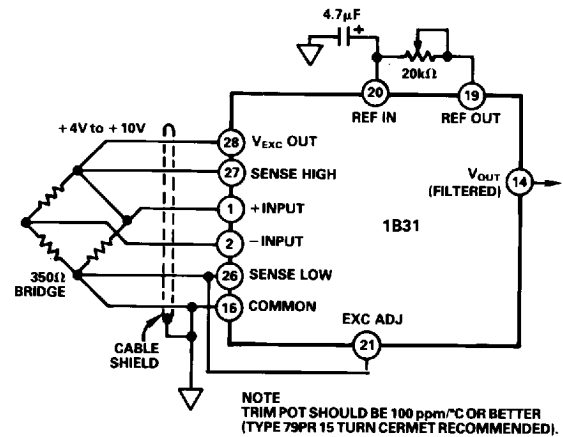 4.7μF
+
20kΩ
20
19
REF IN
REF OUT
+4V to +10V
28
VEXC OUT
27
SENSE HIGH
1
+INPUT
2
−INPUT
26
SENSE LOW
16
COMMON
VOUT
(FILTERED)
14
1B31
350Ω
BRIDGE
EXC ADJ
21
CABLE
SHIELD
NOTE
TRIM POT SHOULD BE 100 ppm/°C OR BETTER
(TYPE 79PR 15 TURN CERMET RECOMMENDED).